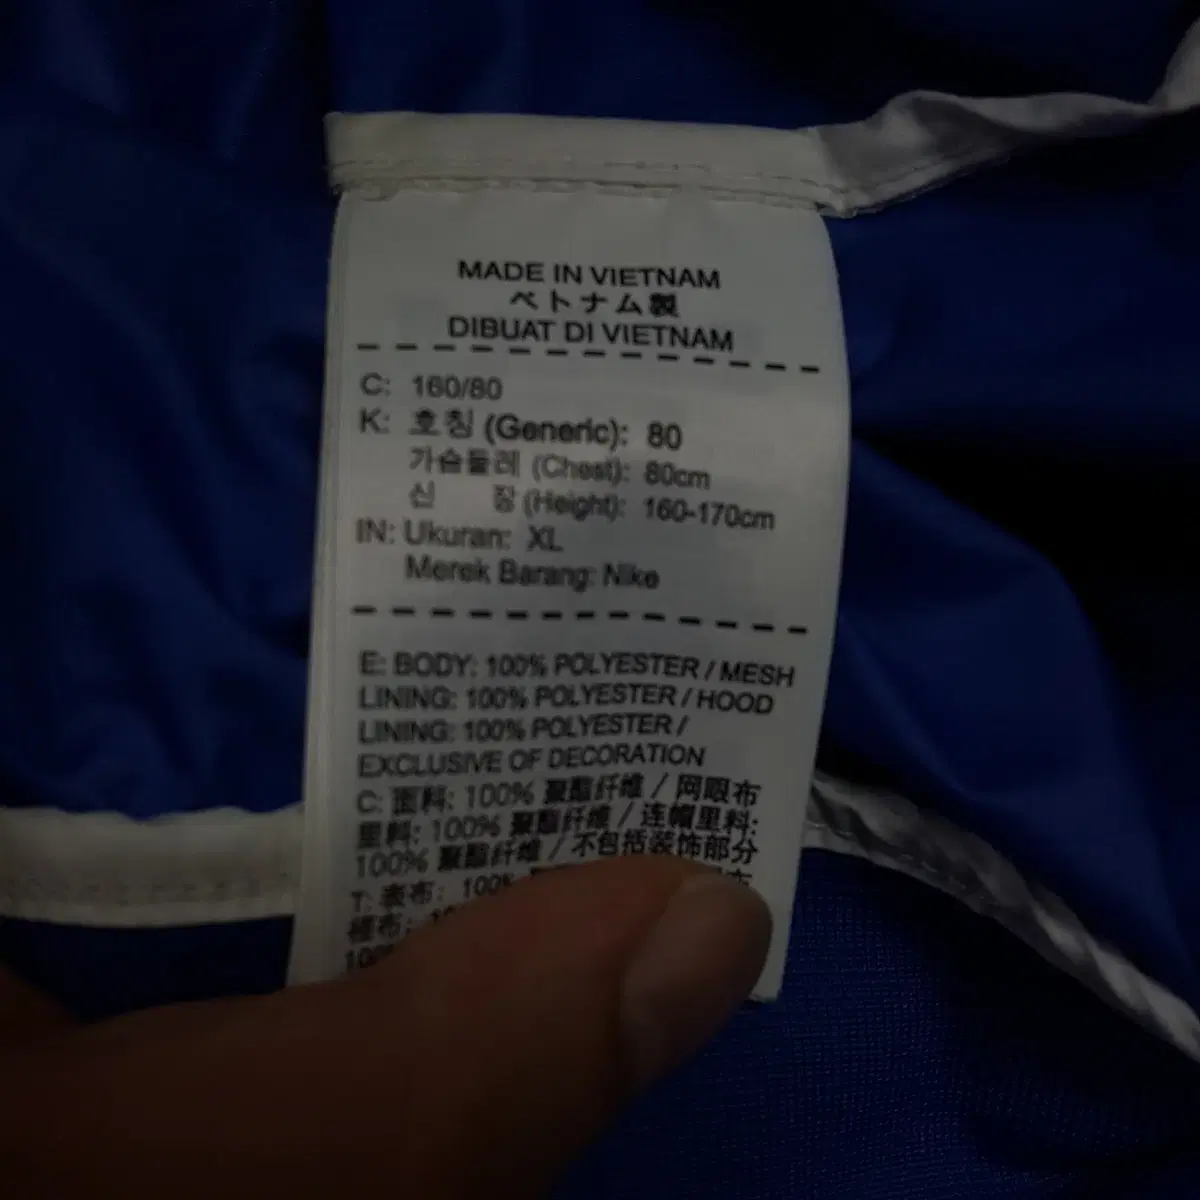 MADE IN VIETNAM
ベトナム製
DIBUAT DI VIETNAM
C: 160/80
K: 호칭 (Generic): 80
가슴둘레 (Chest): 80cm
신 장 (Height): 160-170cm
IN: Ukuran: XL
Merek Barang: Nike
E: BODY: 100% POLYESTER / MESH
LINING: 100% POLYESTER / HOOD
LINING: 100% POLYESTER /
EXCLUSIVE OF DECORATION
C: 面料: 100% 聚酯纤维 / 网眼布
里料: 100% 聚酯纤维 / 连帽里料:
100% 聚酯纤维 / 不包括装饰部分
T: 表布: 100%